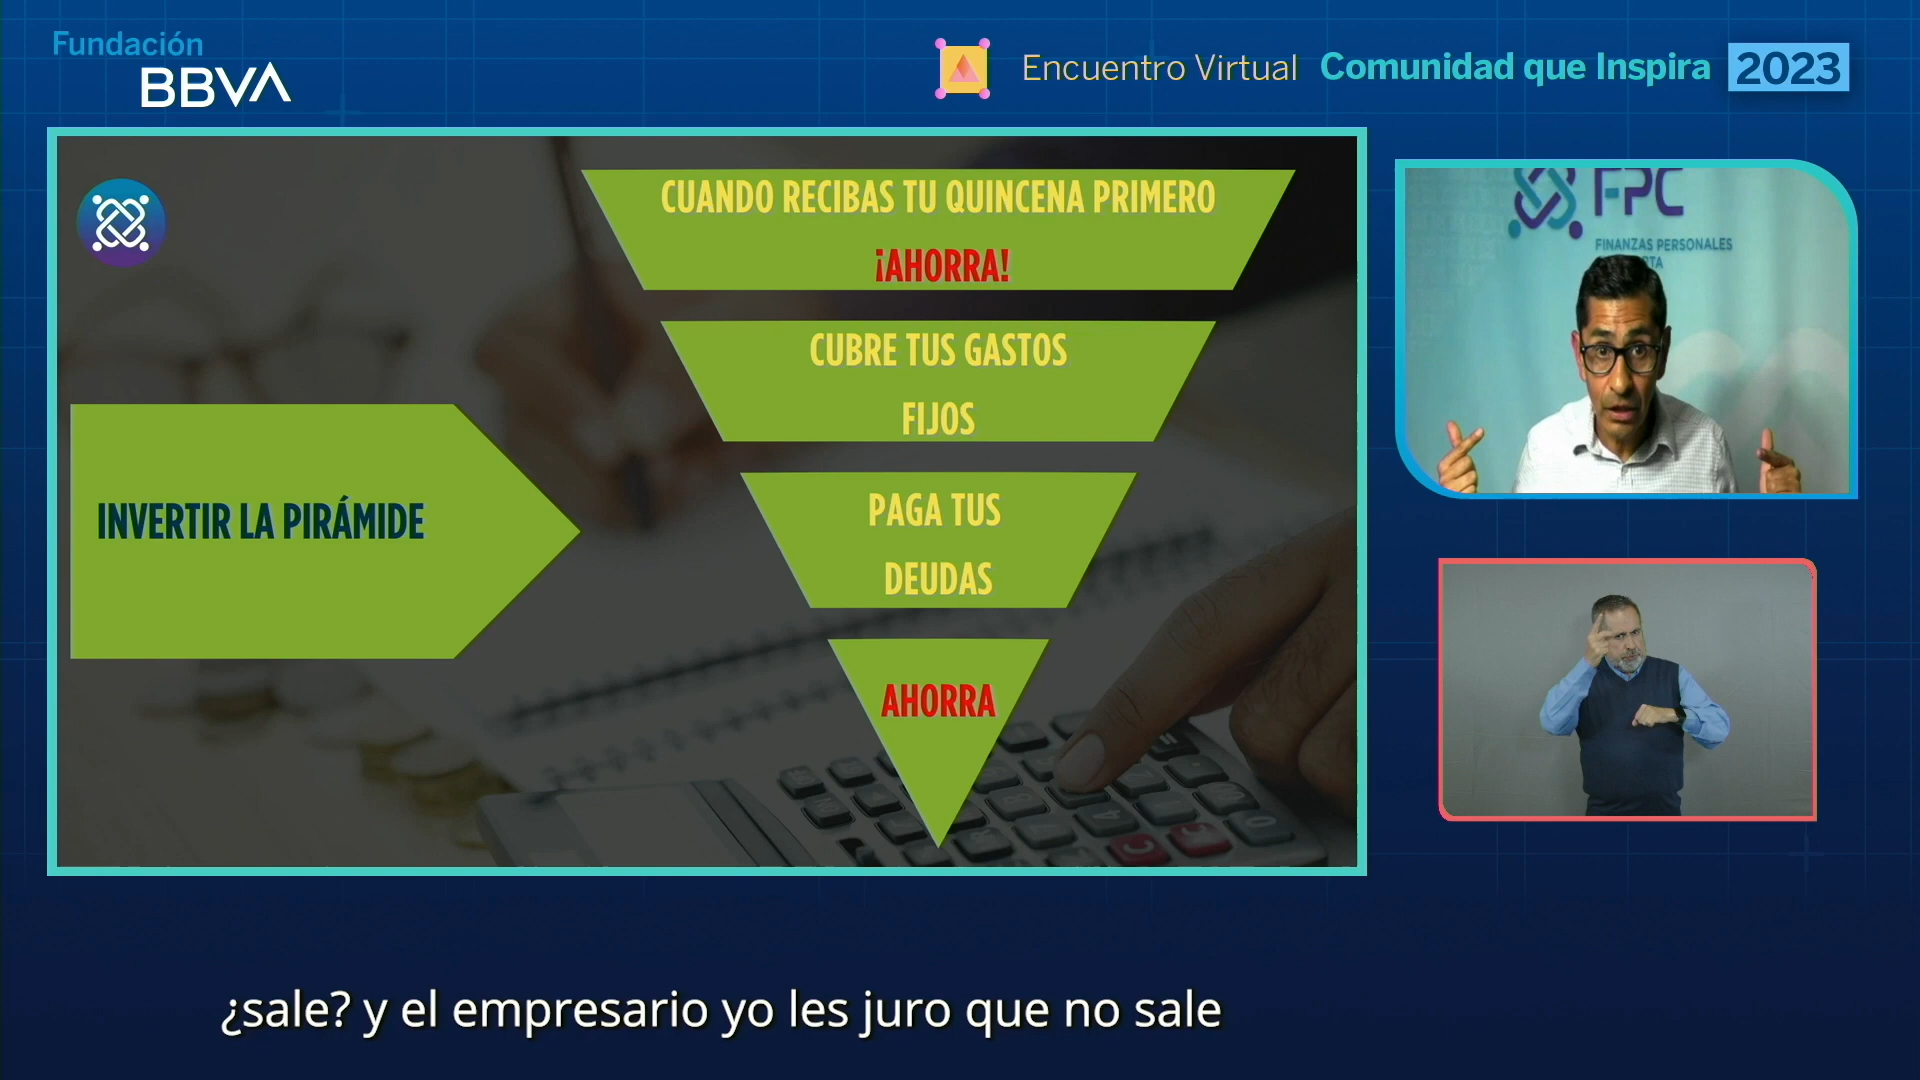 Fundación
BBVA
Encuentro Virtual Comunidad que Inspira 2023
CUANDO RECIBAS TU QUINCENA PRIMERO
¡AHORRA!
CUBRE TUS GASTOS
FIJOS
INVERTIR LA PIRÁMIDE
PAGA TUS
DEUDAS
AHORRA
FPC
FINANZAS PERSONALES
¿sale? y el empresario yo les juro que no sale